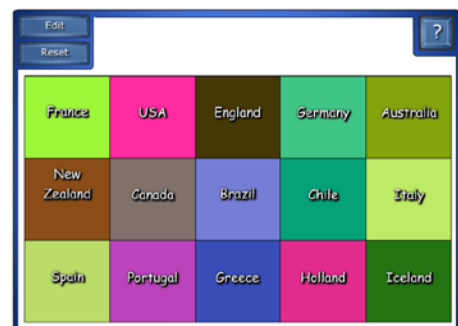 Edit
?
Reset
France USA England Germany Australia
New
Zealand Canada Brazil Chile Italy
Spain Portugal Greece Holland Iceland